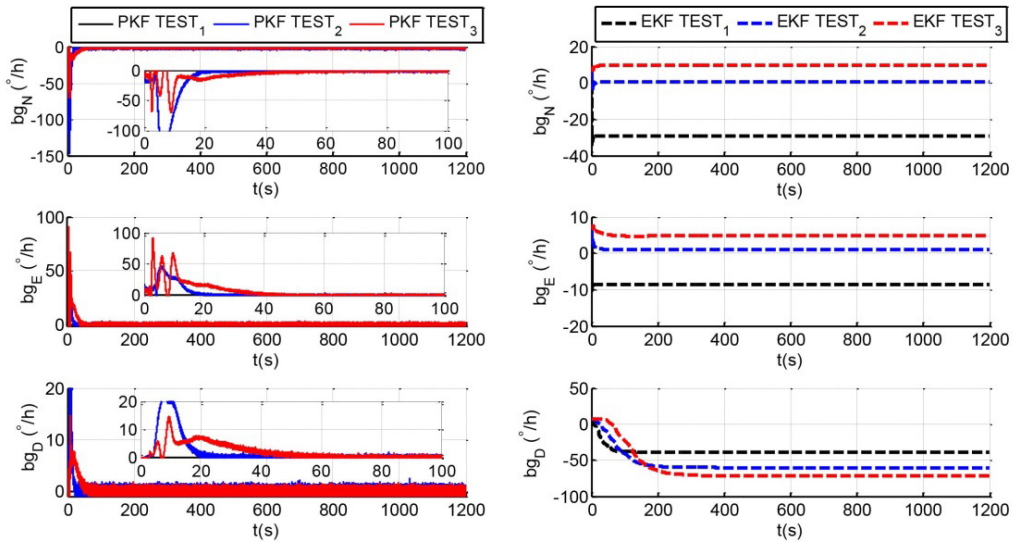 PKF TEST1 PKF TEST2 PKF TEST3
EKF TEST1 EKF TEST2 EKF TEST3
bgN (°/h)
0
-50
-100
-150
0
-50
-100
0 20 40 60 80 100
0 200 400 600 800 1000 1200
t(s)
bgN (°/h)
20
0
-20
-40
0 200 400 600 800 1000 1200
t(s)
bgE (°/h)
100
50
0
100
50
0
0 20 40 60 80 100
0 200 400 600 800 1000 1200
t(s)
bgE (°/h)
10
0
-10
-20
0 200 400 600 800 1000 1200
t(s)
bgD (°/h)
20
10
0
20
10
0
0 20 40 60 80 100
0 200 400 600 800 1000 1200
t(s)
bgD (°/h)
50
0
-50
-100
0 200 400 600 800 1000 1200
t(s)